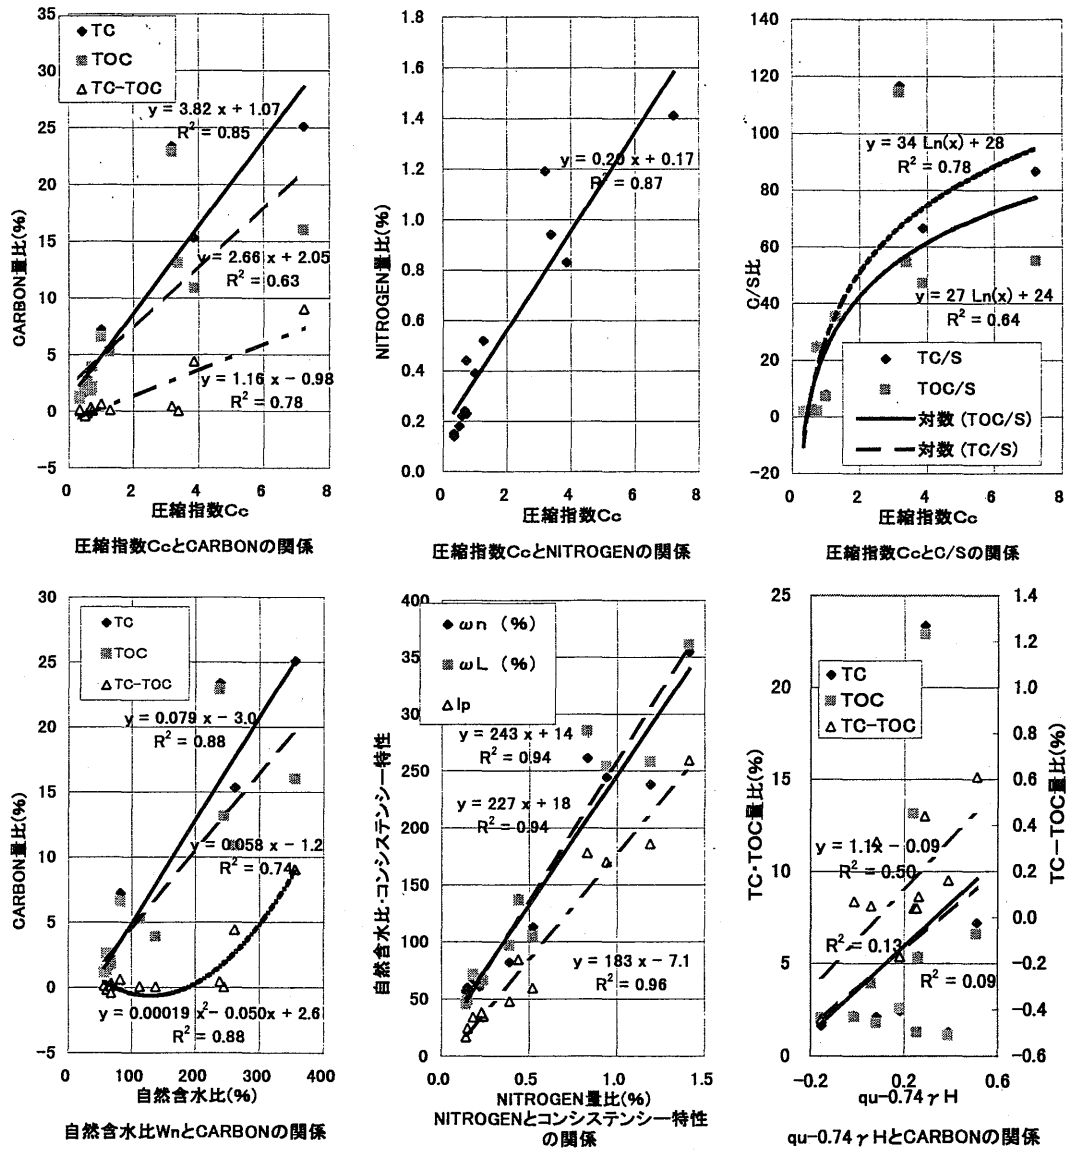 35
30
25
20
15
10
5
0
-5
CARBON量比(%)
TC
TOC
TC-TOC
y = 3.82 x + 1.07
R² = 0.85
y = 2.66 x + 2.05
R² = 0.63
y = 1.16 x - 0.98
R² = 0.78
0 2 4 6 8
圧縮指数Cc
圧縮指数CcとCARBONの関係
1.8
1.6
1.4
1.2
1.0
0.8
0.6
0.4
0.2
0.0
NITROGEN量比(%)
y = 0.20 x + 0.17
R² = 0.87
0 2 4 6 8
圧縮指数Cc
圧縮指数CcとNITROGENの関係
140
120
100
80
60
40
20
0
-20
C/S比
y = 34 Ln(x) + 28
R² = 0.78
y = 27 Ln(x) + 24
R² = 0.64
TC/S
TOC/S
対数 (TOC/S)
対数 (TC/S)
0 2 4 6 8
圧縮指数Cc
圧縮指数CcとC/Sの関係
30
25
20
15
10
5
0
-5
CARBON量比(%)
TC
TOC
TC-TOC
y = 0.079 x - 3.0
R² = 0.88
y = 0.058 x - 1.2
R² = 0.74
y = 0.00019 x² - 0.050x + 2.6
R² = 0.88
0 100 200 300 400
自然含水比(%)
自然含水比WnとCARBONの関係
400
350
300
250
200
150
100
50
0
自然含水比・コンシステンシー特性
ωn (%)
ωL (%)
Ip
y = 243 x + 14
R² = 0.94
y = 227 x + 18
R² = 0.94
y = 183 x - 7.1
R² = 0.96
0.0 0.5 1.0 1.5
NITROGEN量比(%)
NITROGENとコンシステンシー特性
の関係
25
20
15
10
5
0
TC・TOC量比(%)
TC
TOC
TC-TOC
R² = 0.50
R² = 0.13
R² = 0.09
1.4
1.2
1.0
0.8
0.6
0.4
0.2
0.0
-0.2
-0.4
-0.6
TC-TOC量比(%)
-0.2 0.2 0.6
qu-0.74γH
qu-0.74γHとCARBONの関係